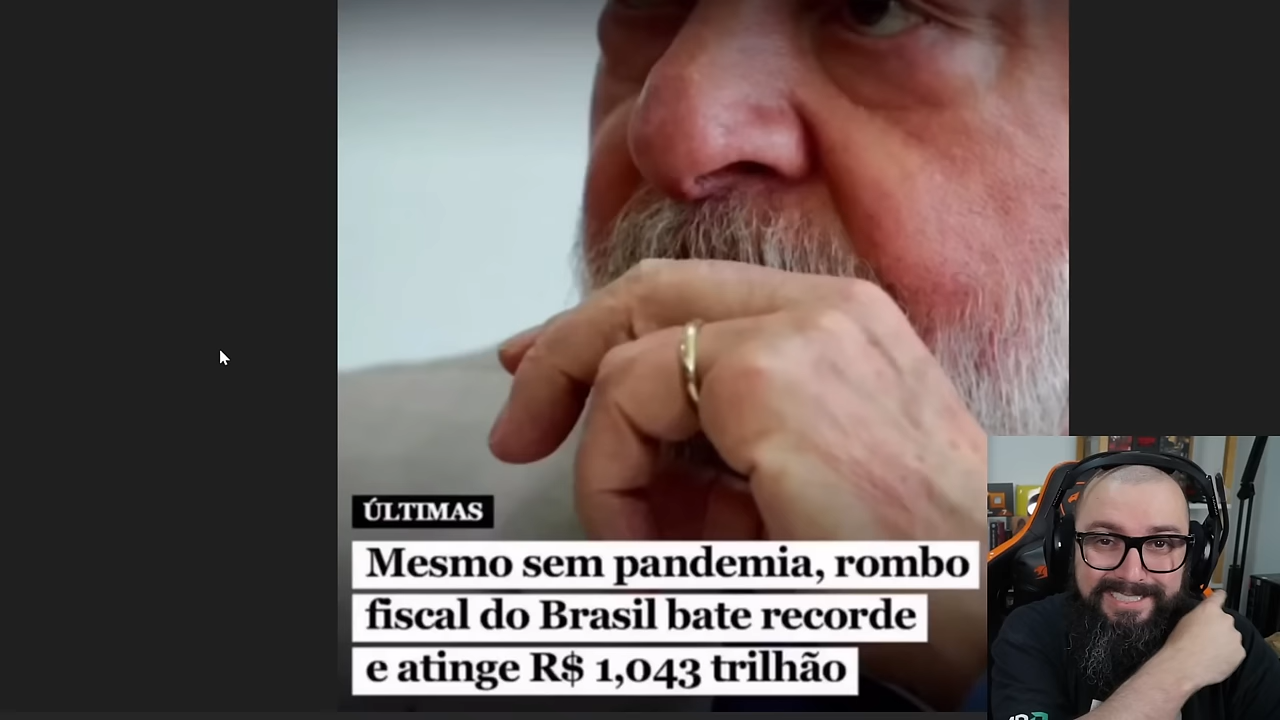 ÚLTIMAS
Mesmo sem pandemia, rombo
fiscal do Brasil bate recorde
e atinge R$ 1,043 trilhão